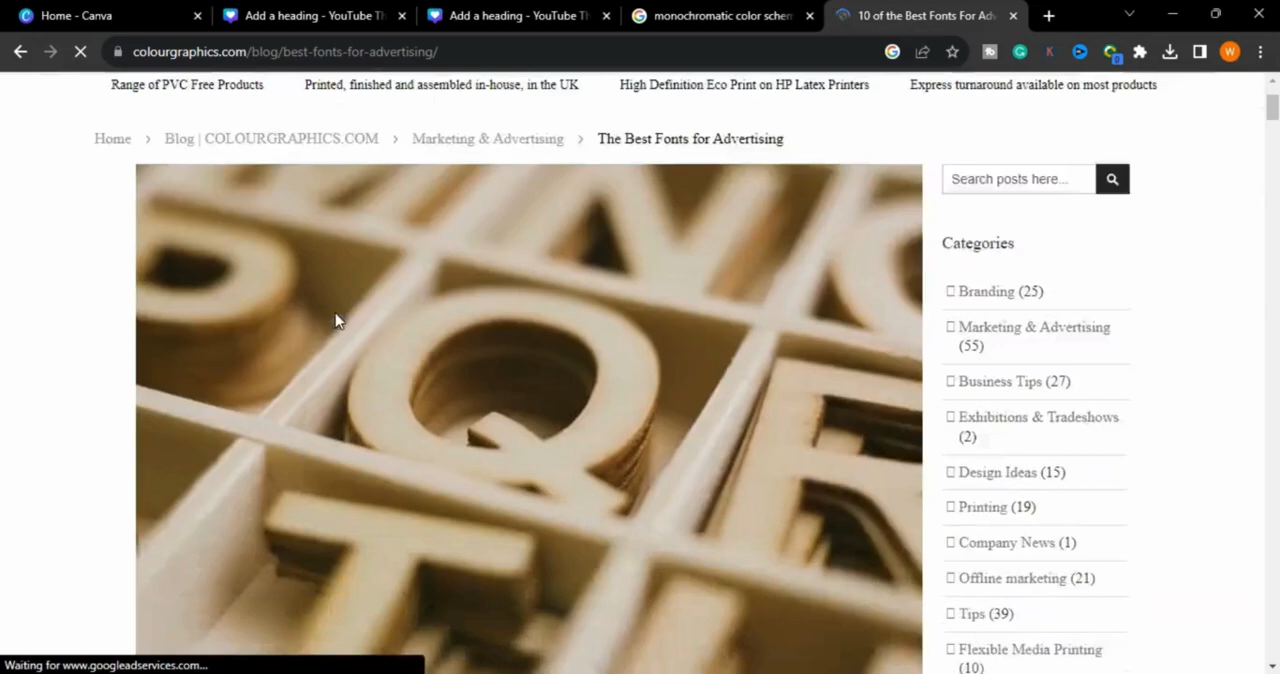 Home - Canva
Add a heading - YouTube Th
Add a heading - YouTube Th
monochromatic color schem
10 of the Best Fonts For Adv
colourgraphics.com/blog/best-fonts-for-advertising/
Range of PVC Free Products
Printed, finished and assembled in-house, in the UK
High Definition Eco Print on HP Latex Printers
Express turnaround available on most products
Home > Blog | COLOURGRAPHICS.COM > Marketing & Advertising > The Best Fonts for Advertising
Search posts here...
Categories
Branding (25)
Marketing & Advertising
(55)
Business Tips (27)
Exhibitions & Tradeshows
(2)
Design Ideas (15)
Printing (19)
Company News (1)
Offline marketing (21)
Tips (39)
Flexible Media Printing
(10)
Q
T
Waiting for www.googleadservices.com...